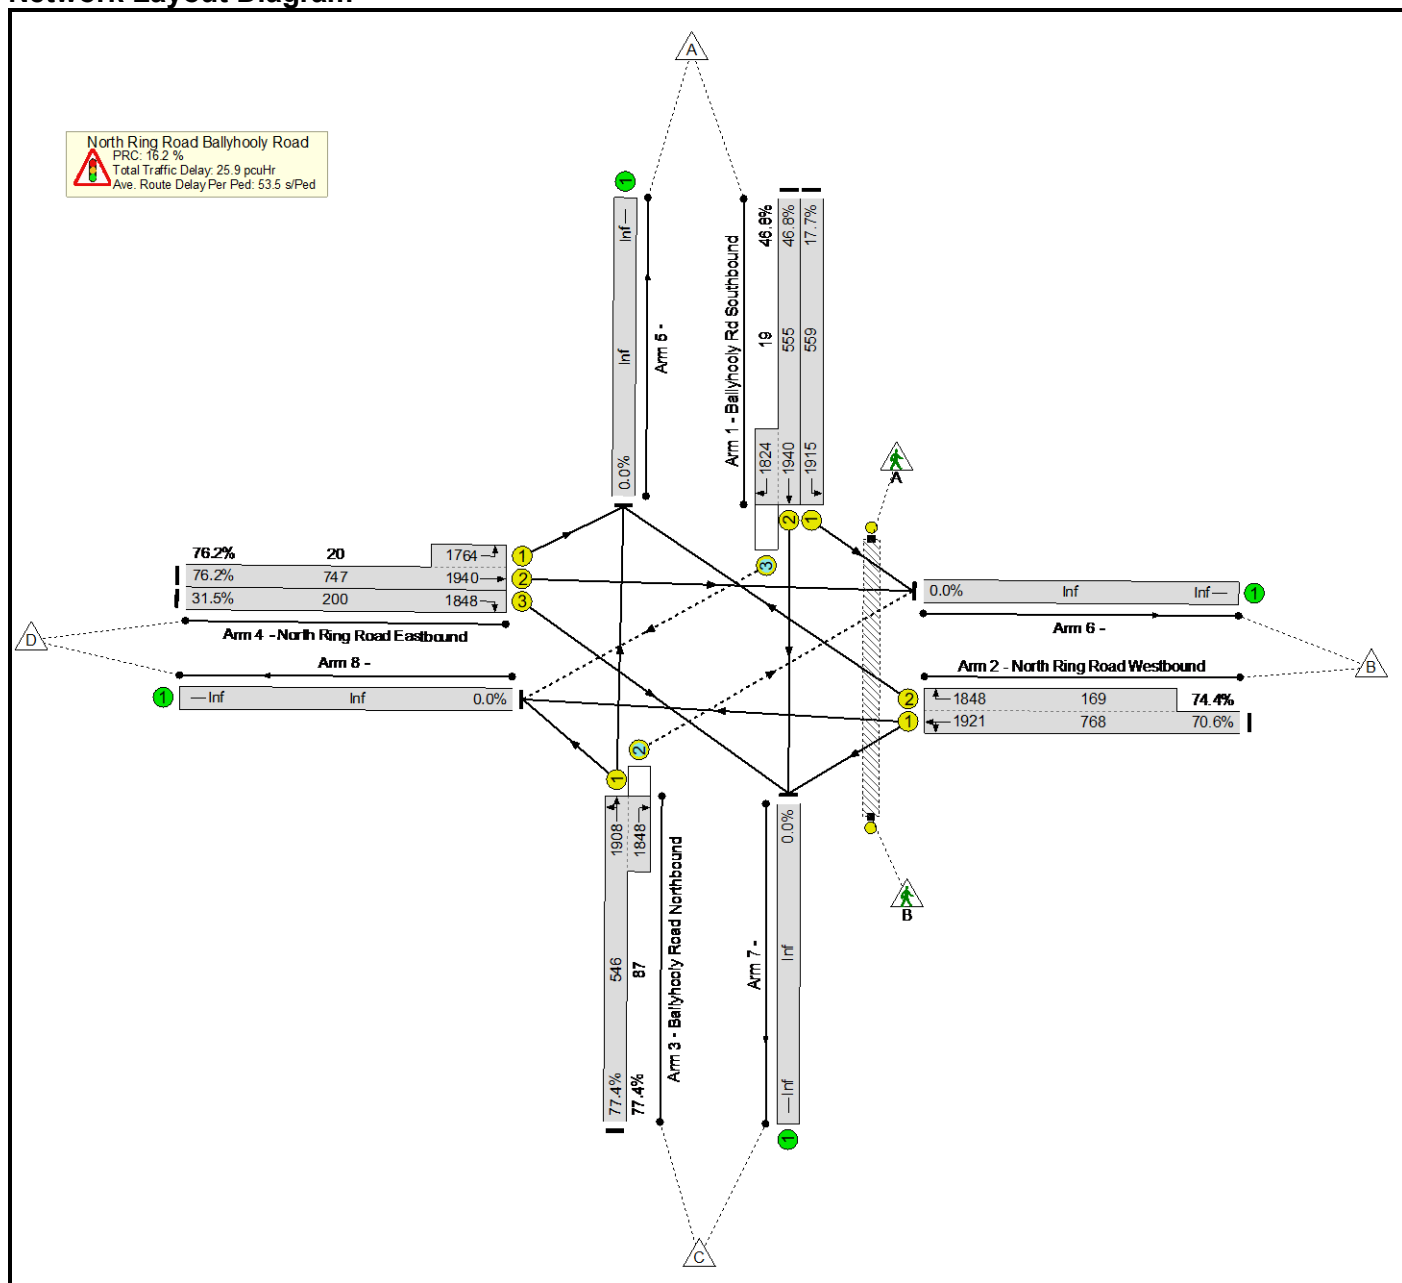 Network Layout Diagram
A
North Ring Road Ballyhooly Road
PRC: 16.2 %
Total Traffic Delay: 25.9 pcuHr
Ave. Route Delay Per Ped: 53.5 s/Ped
1
Inf
Inf
0.0%
Arm 5 -
Arm 1 - Ballyhooly Rd Southbound
46.8%
19
1824
46.8%
555
1940
17.7%
559
1915
2
1
3
A
76.2% 20 1764
76.2% 747 1940
31.5% 200 1848
1
2
3
Arm 4 - North Ring Road Eastbound
D
Arm 8 -
1
Inf Inf 0.0%
0.0% Inf Inf
1
Arm 6 -
B
Arm 2 - North Ring Road Westbound
2
1848 169 74.4%
1
1921 768 70.6%
2
1
1908
546
77.4%
1848
87
77.4%
Arm 3 - Ballyhooly Road Northbound
Arm 7 -
0.0%
Inf
Inf
1
B
C